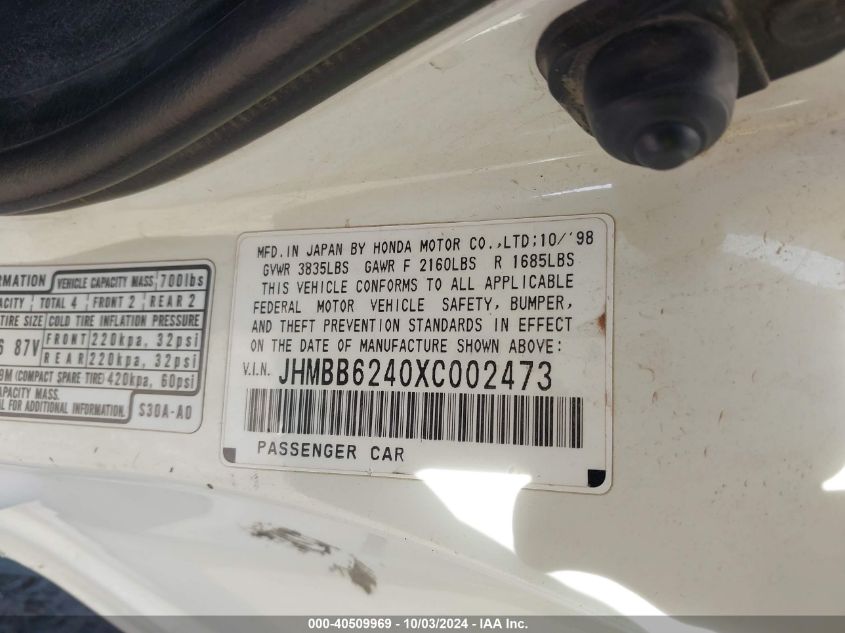 MFD.IN JAPAN BY HONDA MOTOR CO.,LTD;10/'98
GVWR 3835LBS GAWR F 2160LBS R 1685LBS
THIS VEHICLE CONFORMS TO ALL APPLICABLE
FEDERAL MOTOR VEHICLE SAFETY, BUMPER,
AND THEFT PREVENTION STANDARDS IN EFFECT
ON THE DATE OF MANUFACTURE SHOWN ABOVE:
V.I.N. JHMBB6240XC002473
PASSENGER CAR
VEHICLE CAPACITY MASS 700lbs
TOTAL 4 FRONT 2 REAR 2
TIRE SIZE COLD TIRE INFLATION PRESSURE
87V FRONT 220kpa, 32psi
REAR 220kpa, 32psi
(COMPACT SPARE TIRE) 420kpa, 60psi
CAPACITY MASS.
FOR ADDITIONAL INFORMATION. S30A-A0
000-40509969 - 10/03/2024 - IAA Inc.